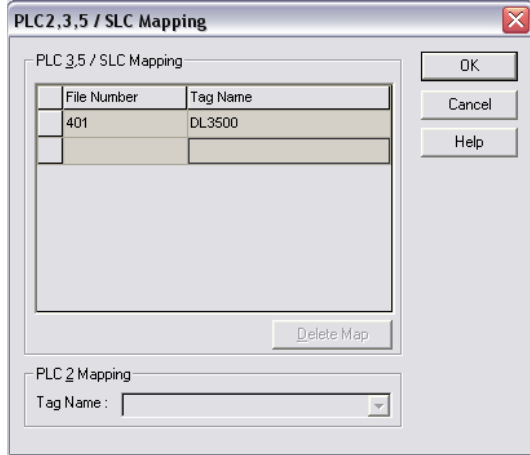 PLC2,3,5 / SLC Mapping
PLC 3,5 / SLC Mapping
File Number Tag Name
401 DL3500
Delete Map
PLC 2 Mapping
Tag Name :
OK
Cancel
Help